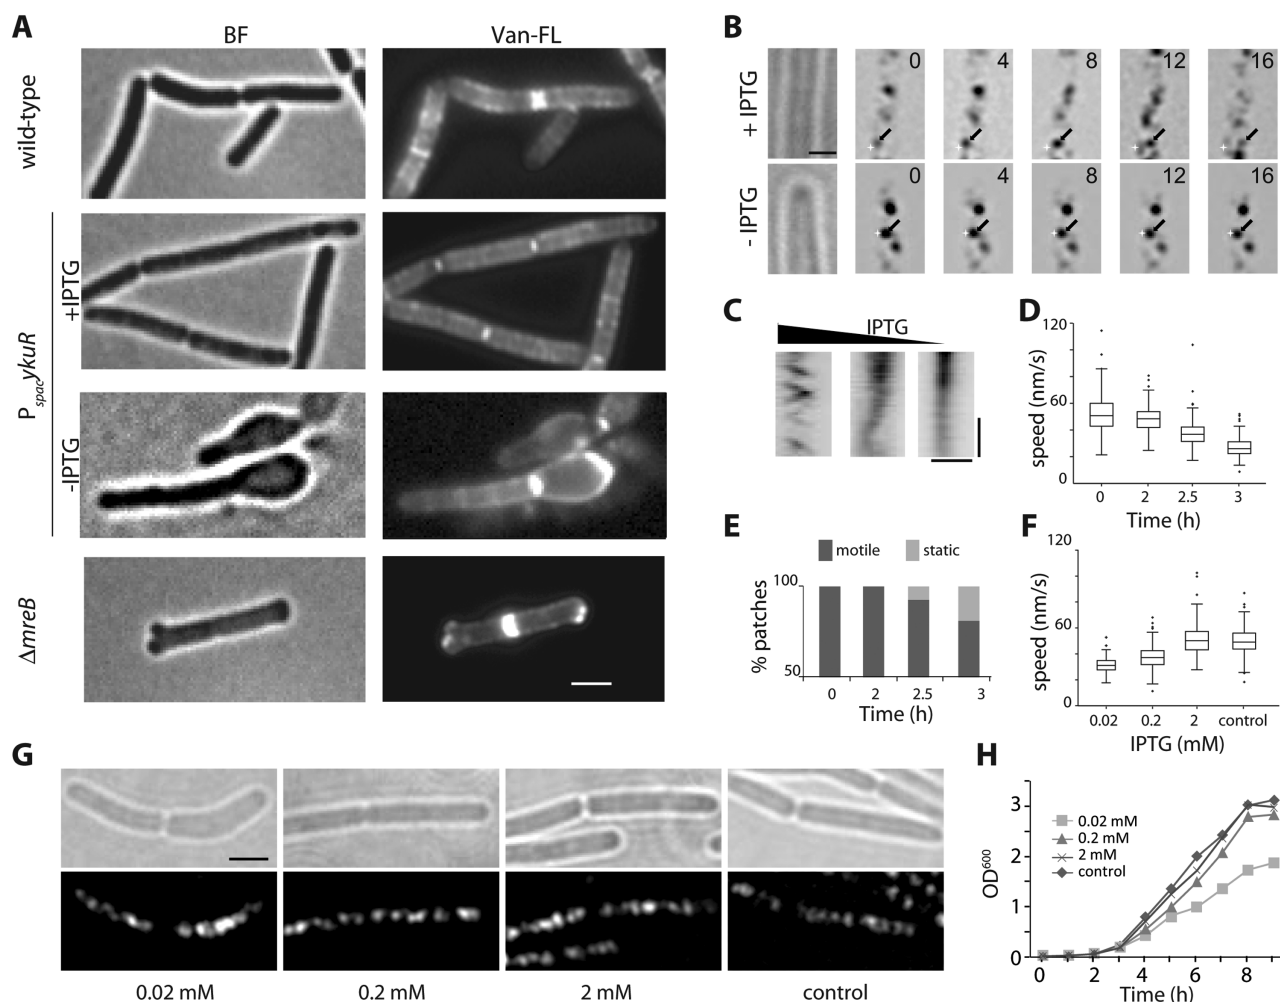 A
BF
Van-FL
wild-type
P spac ykuR
+IPTG
-IPTG
ΔmreB
B
+ IPTG
0
4
8
12
16
- IPTG
0
4
8
12
16
C
IPTG
D
speed (nm/s)
120
60
0
0
2
2.5
3
Time (h)
E
motile
static
% patches
100
50
0
2
2.5
3
Time (h)
F
speed (nm/s)
120
60
0
0.02
0.2
2
control
IPTG (mM)
G
0.02 mM
0.2 mM
2 mM
control
H
OD600
3
2
1
0
0.02 mM
0.2 mM
2 mM
control
0
2
4
6
8
Time (h)